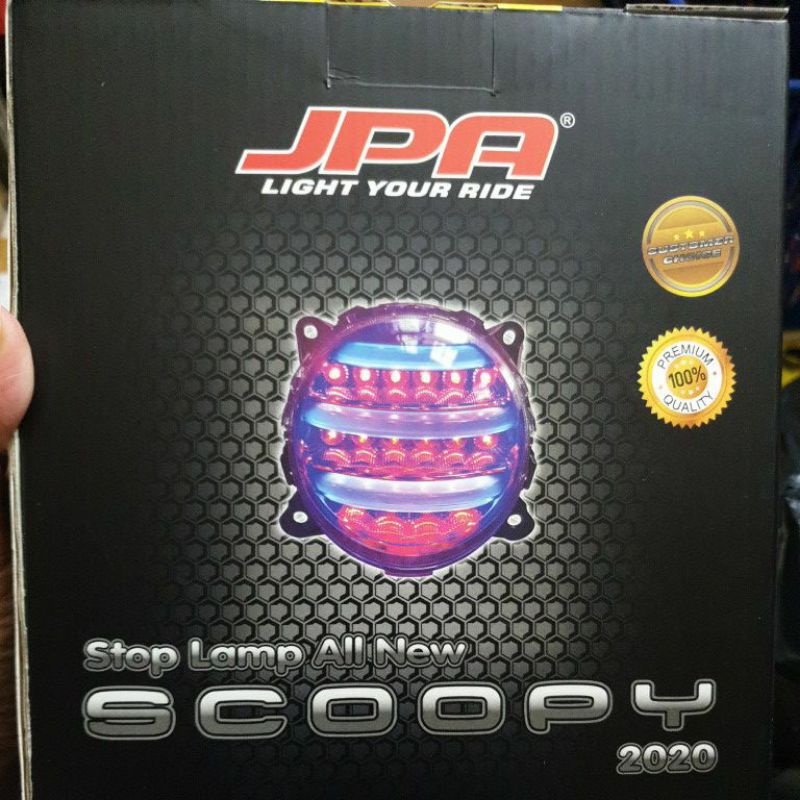 JPA®
LIGHT YOUR RIDE
CUSTOMER
CHOICE
PREMIUM
100%
QUALITY
Stop Lamp All New
SCOOPY
2020